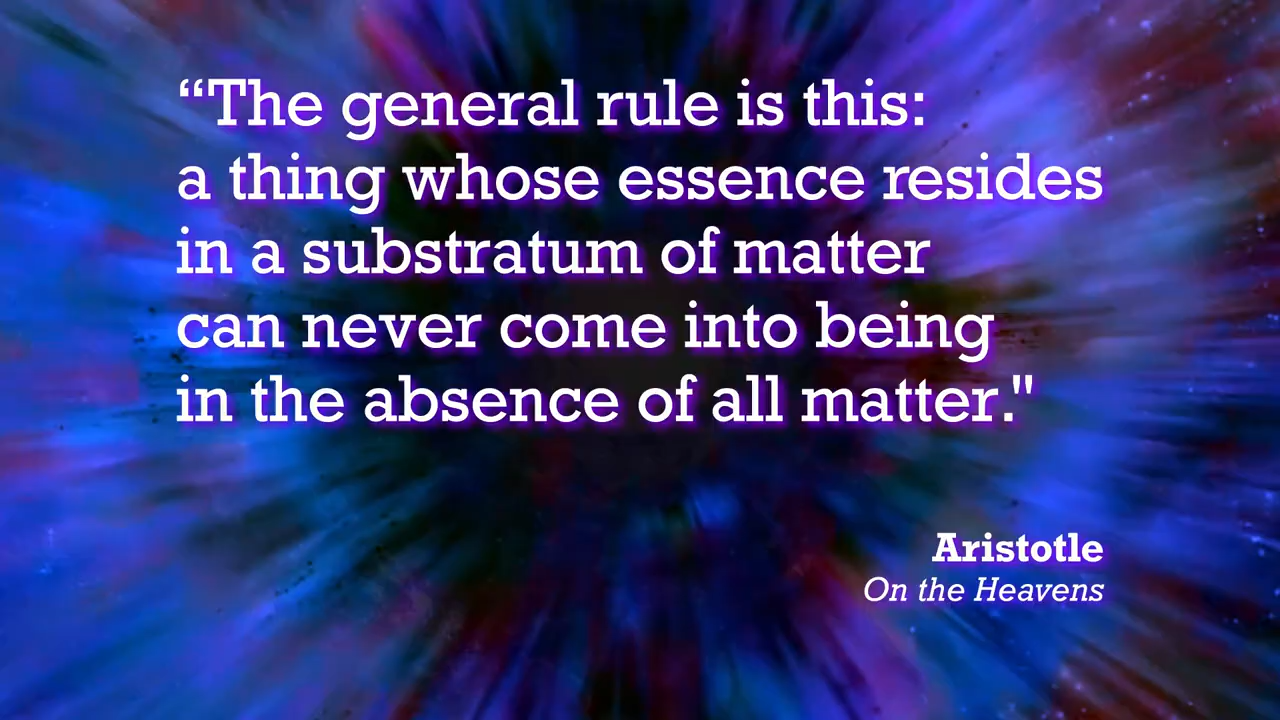 “The general rule is this:
a thing whose essence resides
in a substratum of matter
can never come into being
in the absence of all matter."
Aristotle
On the Heavens